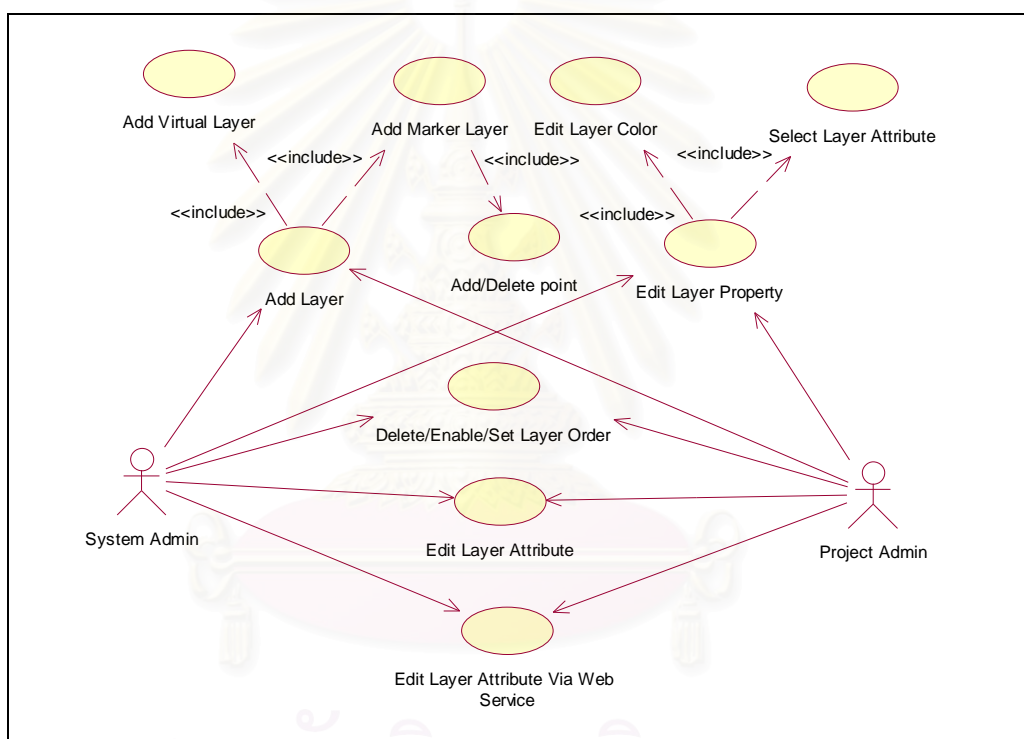 Add Virtual Layer
Add Marker Layer
Edit Layer Color
Select Layer Attribute
<<include>>
<<include>>
<<include>>
<<include>>
<<include>>
Add Layer
Add/Delete point
Edit Layer Property
Delete/Enable/Set Layer Order
System Admin
Edit Layer Attribute
Project Admin
Edit Layer Attribute Via Web
Service